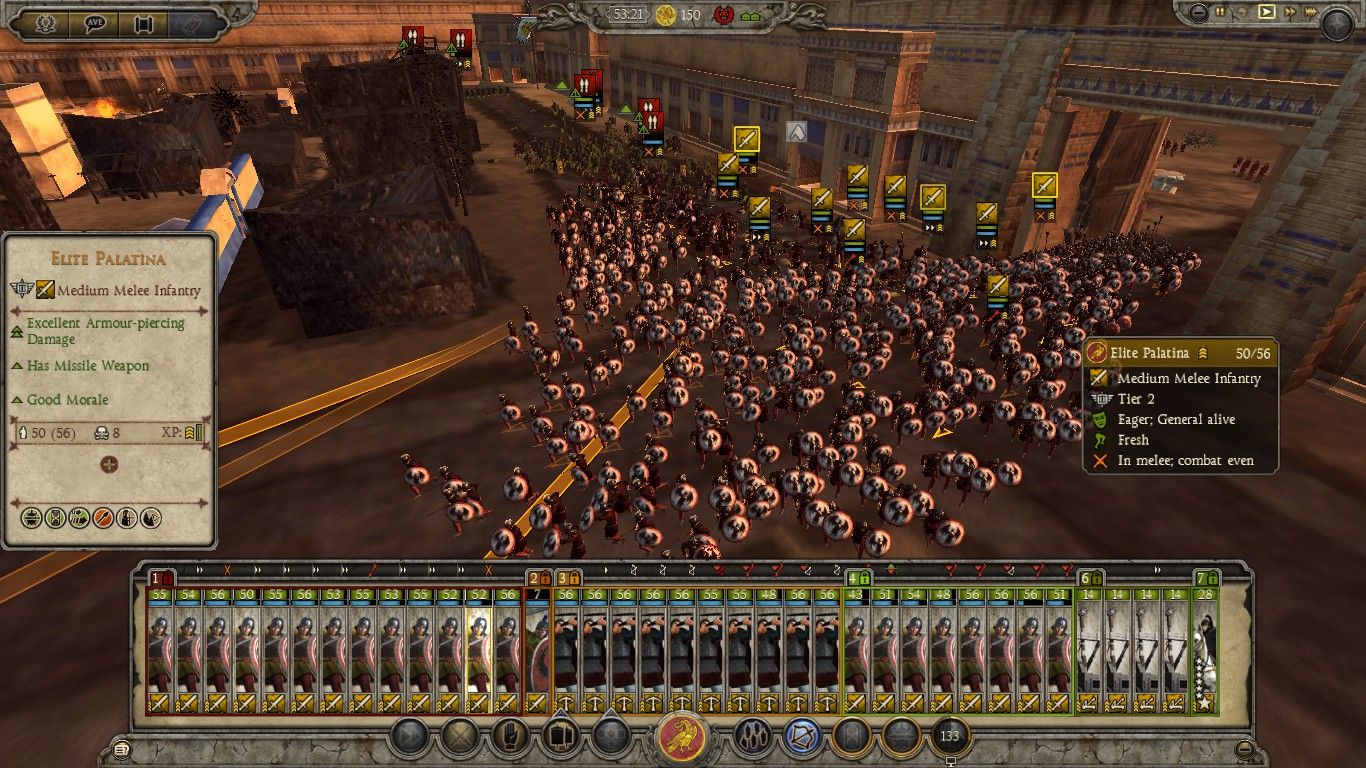 AVE
53:21
150
Elite Palatina
III Medium Melee Infantry
Excellent Armour-piercing
Damage
Has Missile Weapon
Good Morale
50 (56) 8 XP:
Elite Palatina 50/56
Medium Melee Infantry
III Tier 2
Eager; General alive
Fresh
In melee; combat even
1 2 3 4 6 7
55 54 56 50 55 56 53 55 53 55 52 52 56 7 56 56 56 56 56 55 55 48 56 56 43 51 54 48 56 56 56 51 14 14 14 14 28
133